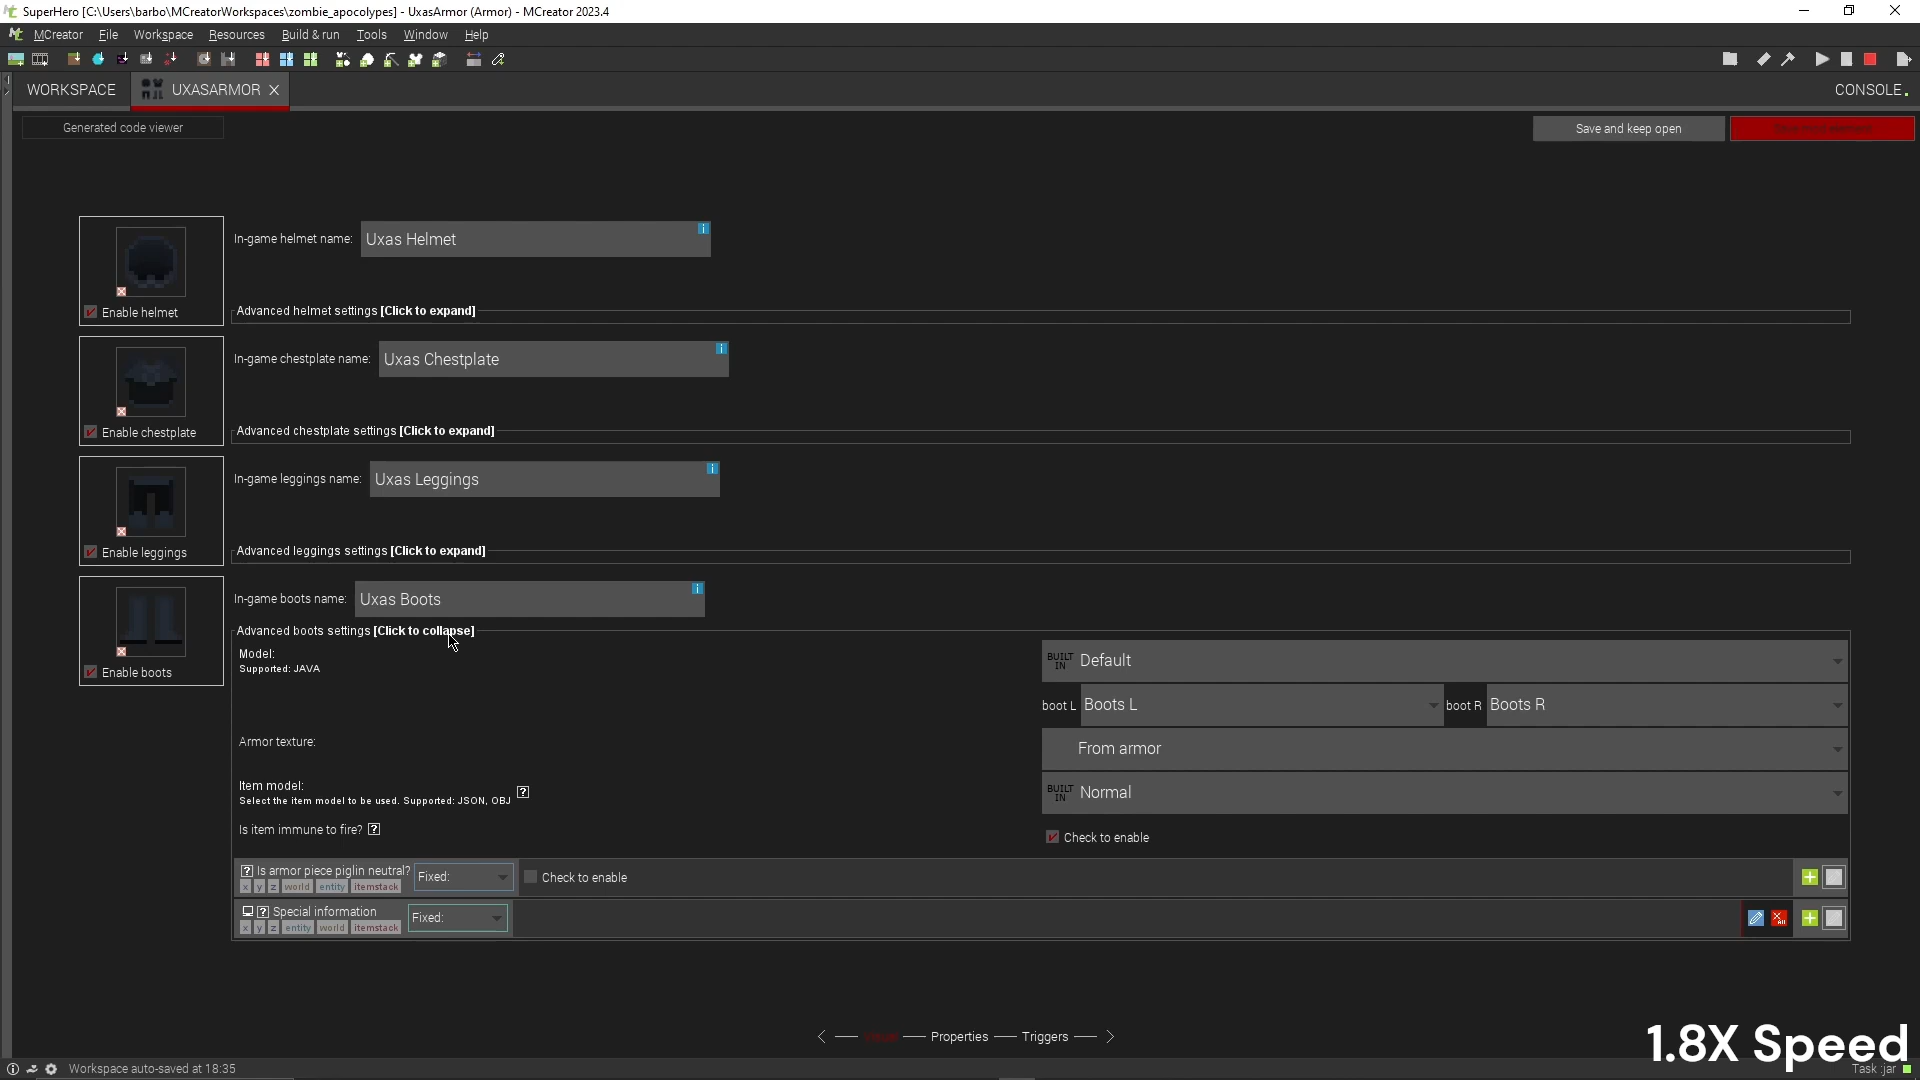 SuperHero [C:\Users\barbo\MCreatorWorkspaces\zombie_apocolypes] - UxasArmor (Armor) - MCreator 2023.4
MCreator File Workspace Resources Build & run Tools Window Help
WORKSPACE UXASARMOR CONSOLE
Generated code viewer Save and keep open
In-game helmet name: Uxas Helmet
Enable helmet
Advanced helmet settings [Click to expand]
In-game chestplate name: Uxas Chestplate
Enable chestplate
Advanced chestplate settings [Click to expand]
In-game leggings name: Uxas Leggings
Enable leggings
Advanced leggings settings [Click to expand]
In-game boots name: Uxas Boots
Enable boots
Advanced boots settings [Click to collapse]
Model:
Supported: JAVA
BUILT IN Default
boot L Boots L boot R Boots R
Armor texture: From armor
Item model:
Select the item model to be used. Supported: JSON, OBJ
BUILT IN Normal
Is item immune to fire? Check to enable
Is armor piece piglin neutral? Fixed: Check to enable
x y z world entity itemstack
Special information Fixed:
x y z entity world itemstack
Properties Triggers
1.8X Speed
Workspace auto-saved at 18:35 Task :jar